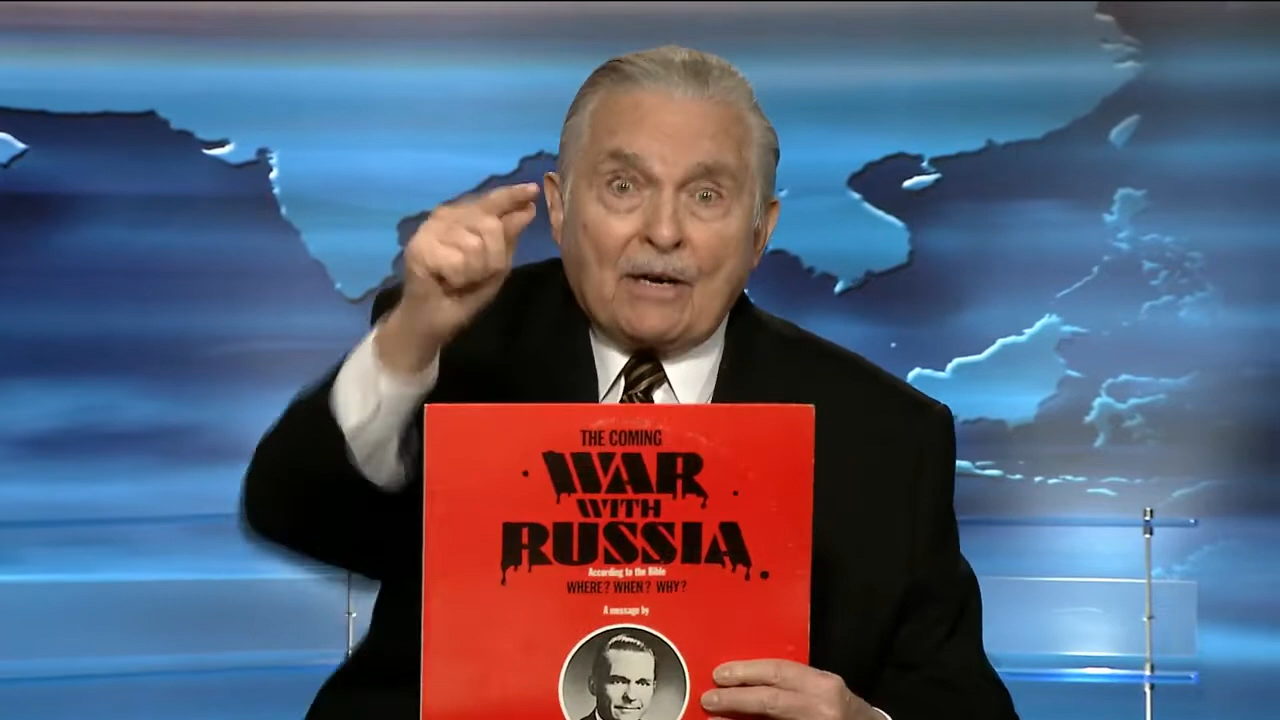 THE COMING
WAR
WITH
RUSSIA
According to the Bible
WHERE? WHEN? WHY?
A message by